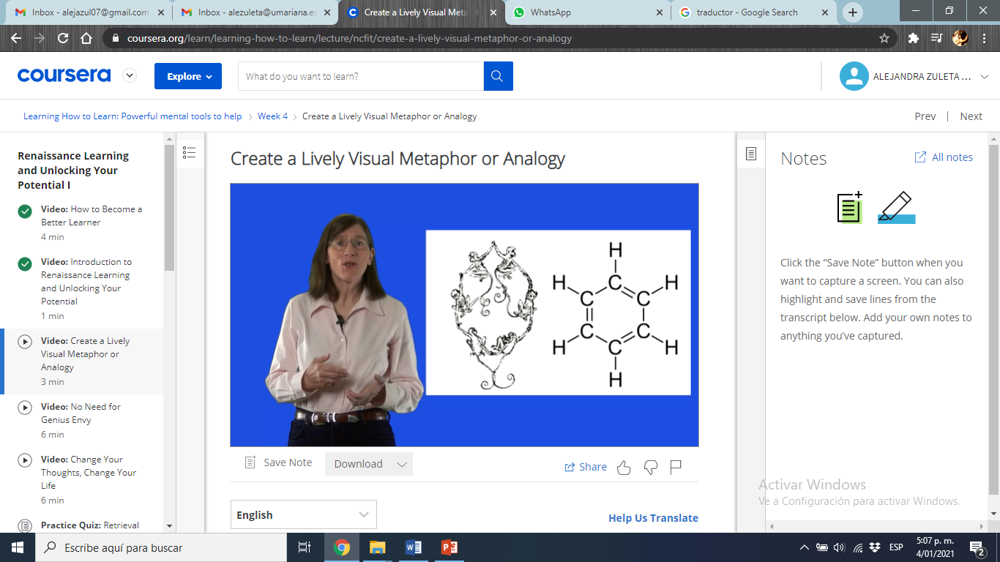 Inbox - alejazul07@gmail.com
Inbox - alezuleta@umariana.ed
Create a Lively Visual Meta
WhatsApp
traductor - Google Search
coursera.org/learn/learning-how-to-learn/lecture/ncfit/create-a-lively-visual-metaphor-or-analogy
coursera
Explore
What do you want to learn?
ALEJANDRA ZULETA ...
Learning How to Learn: Powerful mental tools to help > Week 4 > Create a Lively Visual Metaphor or Analogy
Prev | Next
Renaissance Learning
and Unlocking Your
Potential I
Video: How to Become a
Better Learner
4 min
Video: Introduction to
Renaissance Learning
and Unlocking Your
Potential
1 min
Video: Create a Lively
Visual Metaphor or
Analogy
3 min
Video: No Need for
Genius Envy
6 min
Video: Change Your
Thoughts, Change Your
Life
6 min
Practice Quiz: Retrieval
Create a Lively Visual Metaphor or Analogy
H
H C H
C C
C C
H C H
H
Save Note
Download
Share
English
Help Us Translate
Notes
All notes
Click the “Save Note” button when you
want to capture a screen. You can also
highlight and save lines from the
transcript below. Add your own notes to
anything you’ve captured.
Activar Windows
Ve a Configuración para activar Windows.
Escribe aquí para buscar
ESP
5:07 p. m.
4/01/2021
2